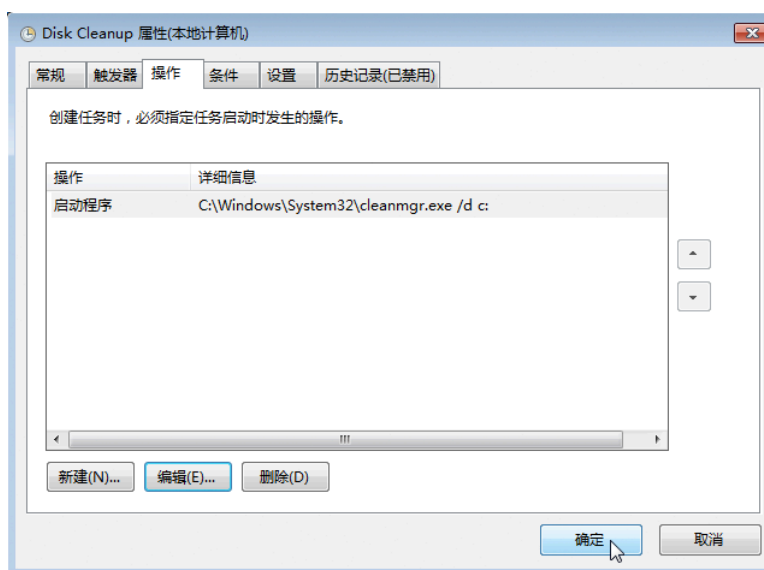 Disk Cleanup 属性(本地计算机)
常规 触发器 操作 条件 设置 历史记录(已禁用)
创建任务时，必须指定任务启动时发生的操作。
操作 详细信息
启动程序 C:\Windows\System32\cleanmgr.exe /d c:
新建(N)... 编辑(E)... 删除(D)
确定 取消